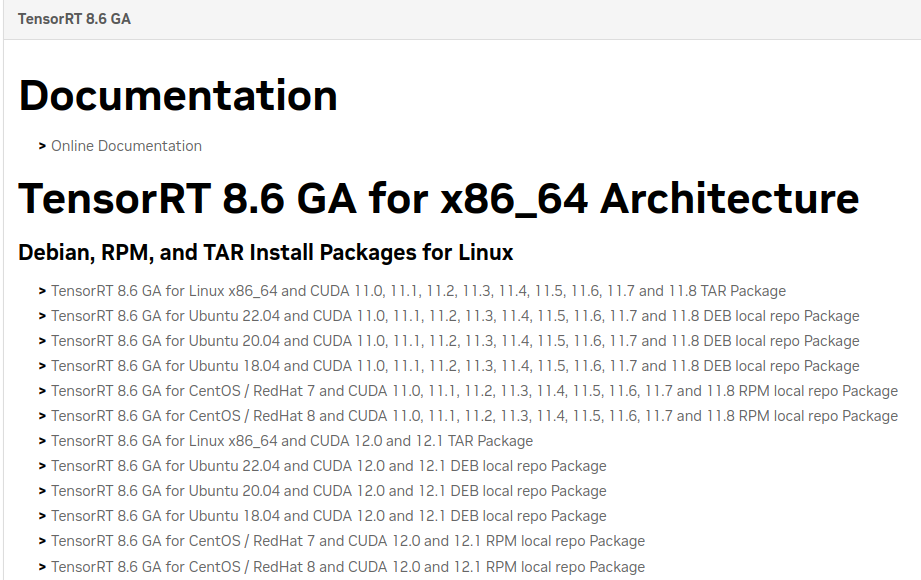 TensorRT 8.6 GA
Documentation
> Online Documentation
TensorRT 8.6 GA for x86_64 Architecture
Debian, RPM, and TAR Install Packages for Linux
> TensorRT 8.6 GA for Linux x86_64 and CUDA 11.0, 11.1, 11.2, 11.3, 11.4, 11.5, 11.6, 11.7 and 11.8 TAR Package
> TensorRT 8.6 GA for Ubuntu 22.04 and CUDA 11.0, 11.1, 11.2, 11.3, 11.4, 11.5, 11.6, 11.7 and 11.8 DEB local repo Package
> TensorRT 8.6 GA for Ubuntu 20.04 and CUDA 11.0, 11.1, 11.2, 11.3, 11.4, 11.5, 11.6, 11.7 and 11.8 DEB local repo Package
> TensorRT 8.6 GA for Ubuntu 18.04 and CUDA 11.0, 11.1, 11.2, 11.3, 11.4, 11.5, 11.6, 11.7 and 11.8 DEB local repo Package
> TensorRT 8.6 GA for CentOS / RedHat 7 and CUDA 11.0, 11.1, 11.2, 11.3, 11.4, 11.5, 11.6, 11.7 and 11.8 RPM local repo Package
> TensorRT 8.6 GA for CentOS / RedHat 8 and CUDA 11.0, 11.1, 11.2, 11.3, 11.4, 11.5, 11.6, 11.7 and 11.8 RPM local repo Package
> TensorRT 8.6 GA for Linux x86_64 and CUDA 12.0 and 12.1 TAR Package
> TensorRT 8.6 GA for Ubuntu 22.04 and CUDA 12.0 and 12.1 DEB local repo Package
> TensorRT 8.6 GA for Ubuntu 20.04 and CUDA 12.0 and 12.1 DEB local repo Package
> TensorRT 8.6 GA for Ubuntu 18.04 and CUDA 12.0 and 12.1 DEB local repo Package
> TensorRT 8.6 GA for CentOS / RedHat 7 and CUDA 12.0 and 12.1 RPM local repo Package
> TensorRT 8.6 GA for CentOS / RedHat 8 and CUDA 12.0 and 12.1 RPM local repo Package